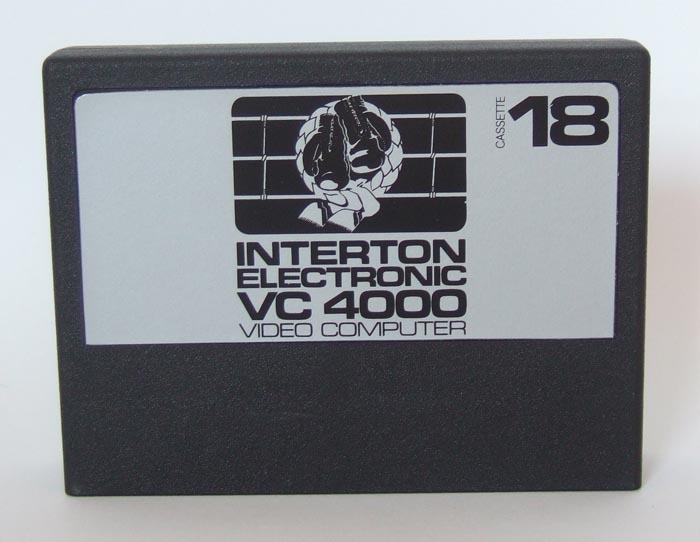 CASSETTE 18
INTERTON
ELECTRONIC
VC 4000
VIDEO COMPUTER